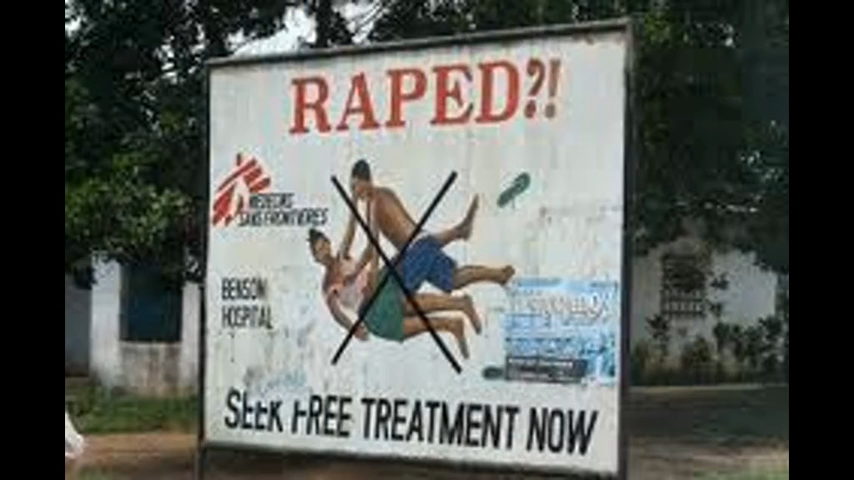 RAPED?!
MEDECINS
SANS FRONTIERES
BENSON
HOSPITAL
SEEK FREE TREATMENT NOW